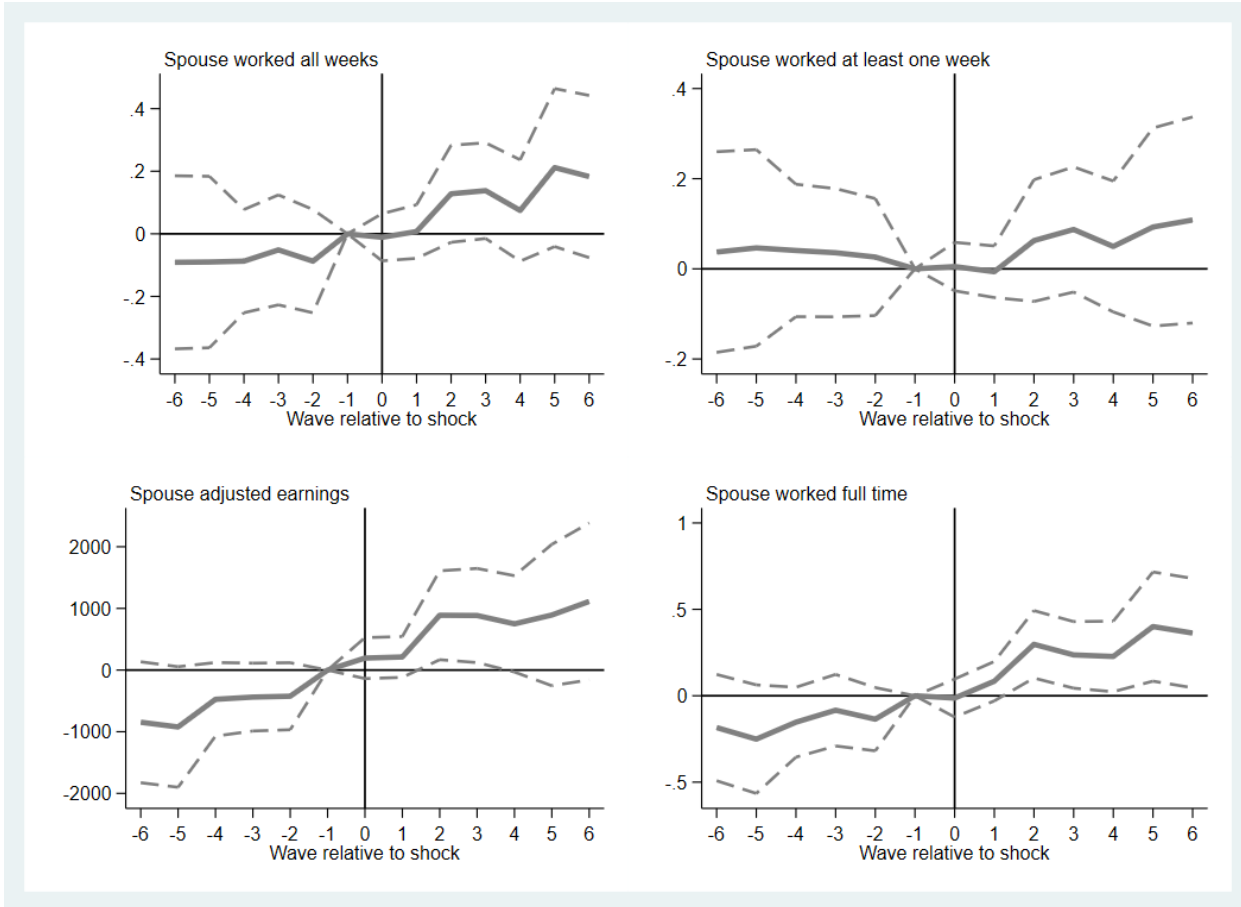 Spouse worked all weeks
.4
.2
0
-.2
-.4
-6 -5 -4 -3 -2 -1 0 1 2 3 4 5 6
Wave relative to shock
Spouse worked at least one week
.4
.2
0
-.2
-6 -5 -4 -3 -2 -1 0 1 2 3 4 5 6
Wave relative to shock
Spouse adjusted earnings
2000
1000
0
-1000
-2000
-6 -5 -4 -3 -2 -1 0 1 2 3 4 5 6
Wave relative to shock
Spouse worked full time
1
.5
0
-.5
-6 -5 -4 -3 -2 -1 0 1 2 3 4 5 6
Wave relative to shock